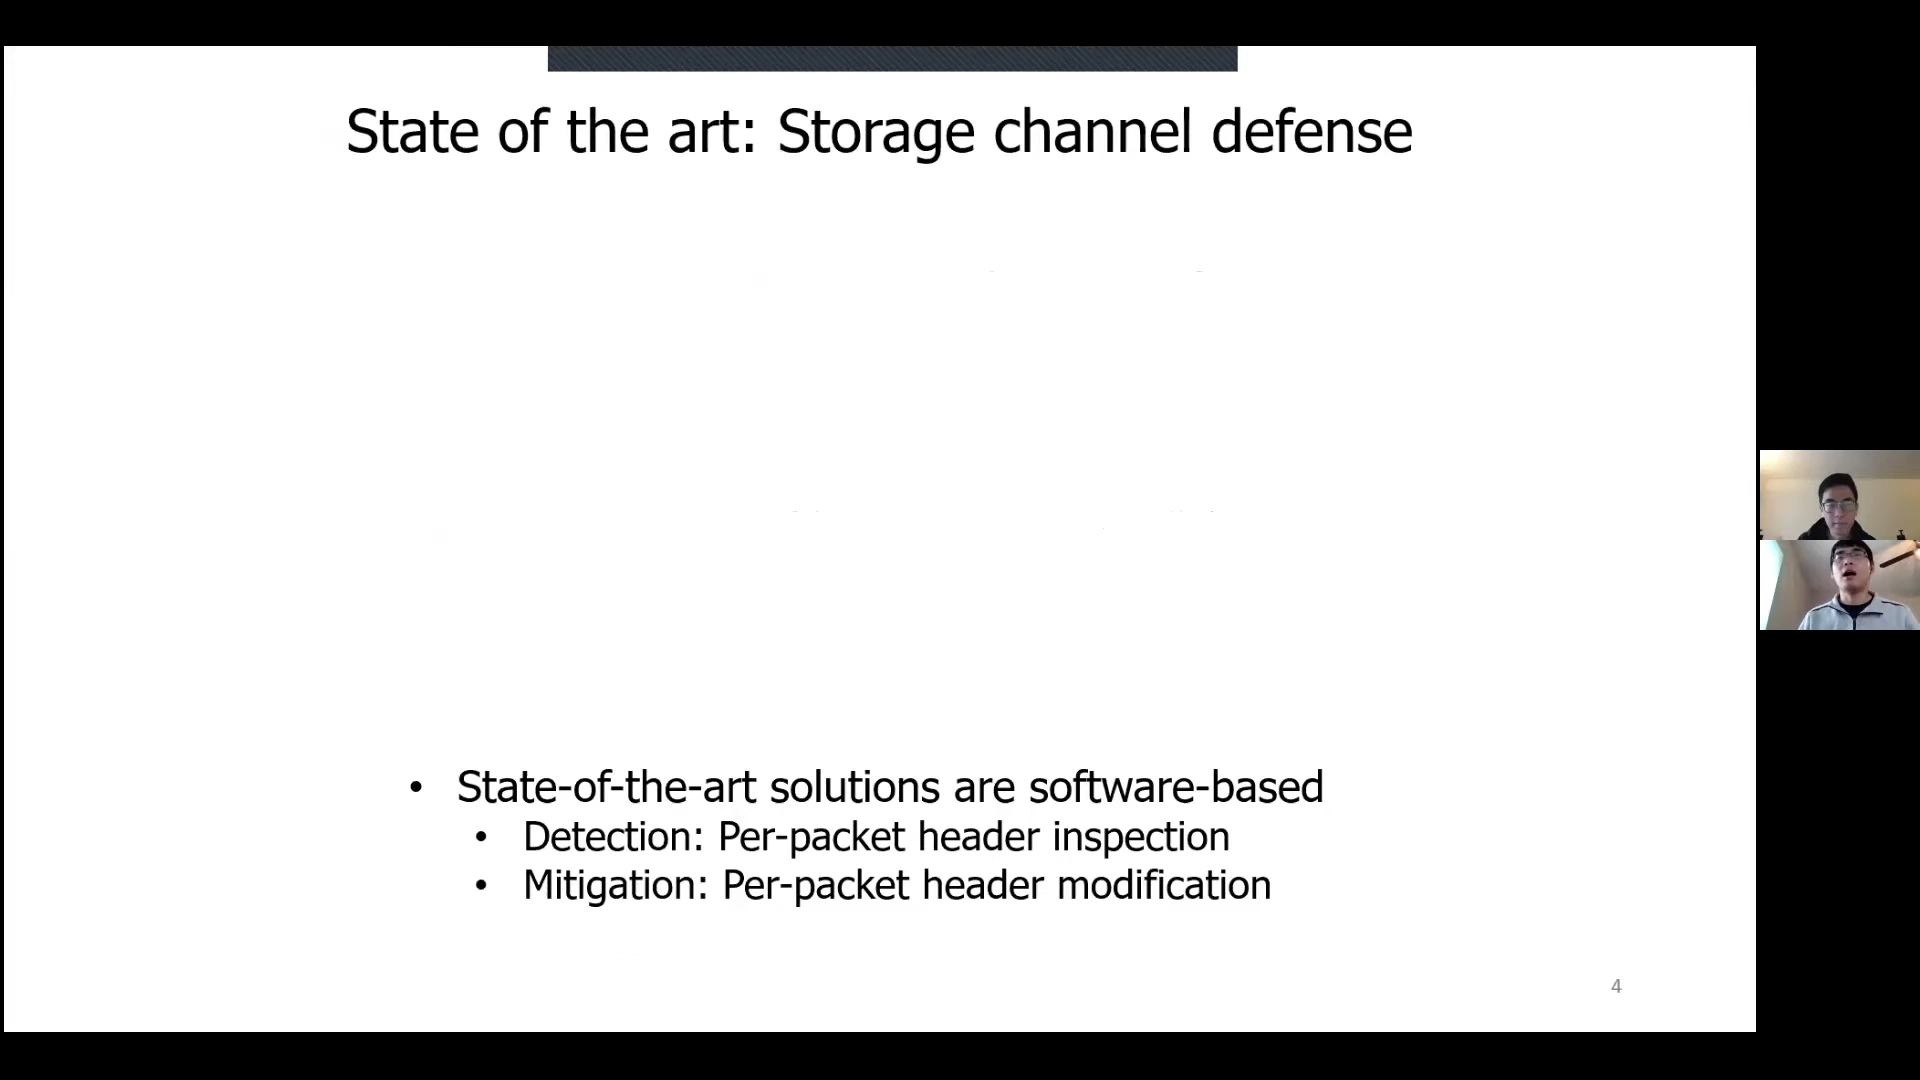 State of the art: Storage channel defense
• State-of-the-art solutions are software-based
• Detection: Per-packet header inspection
• Mitigation: Per-packet header modification
4